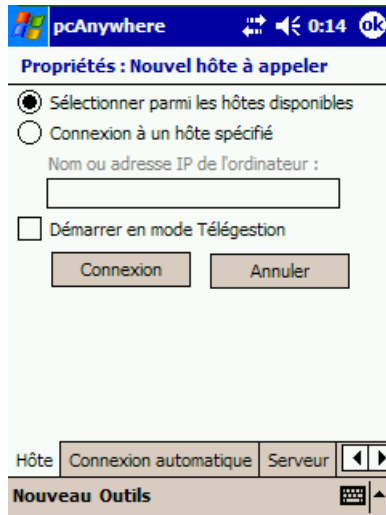 pcAnywhere 0:14 ok
Propriétés : Nouvel hôte à appeler
Sélectionner parmi les hôtes disponibles
Connexion à un hôte spécifié
Nom ou adresse IP de l'ordinateur :
Démarrer en mode Télégestion
Connexion Annuler
Hôte Connexion automatique Serveur
Nouveau Outils